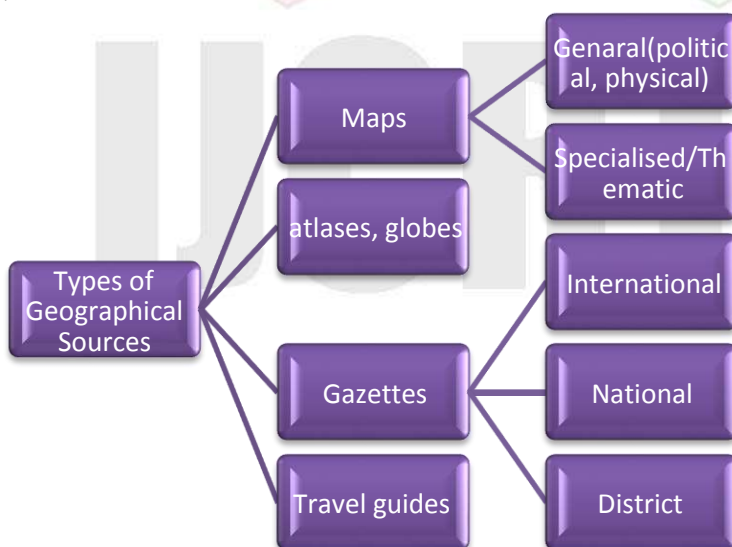 Types of
Geographical
Sources
Maps
Genaral(politic
al, physical)
Specialised/Th
ematic
atlases, globes
Gazettes
International
National
District
Travel guides